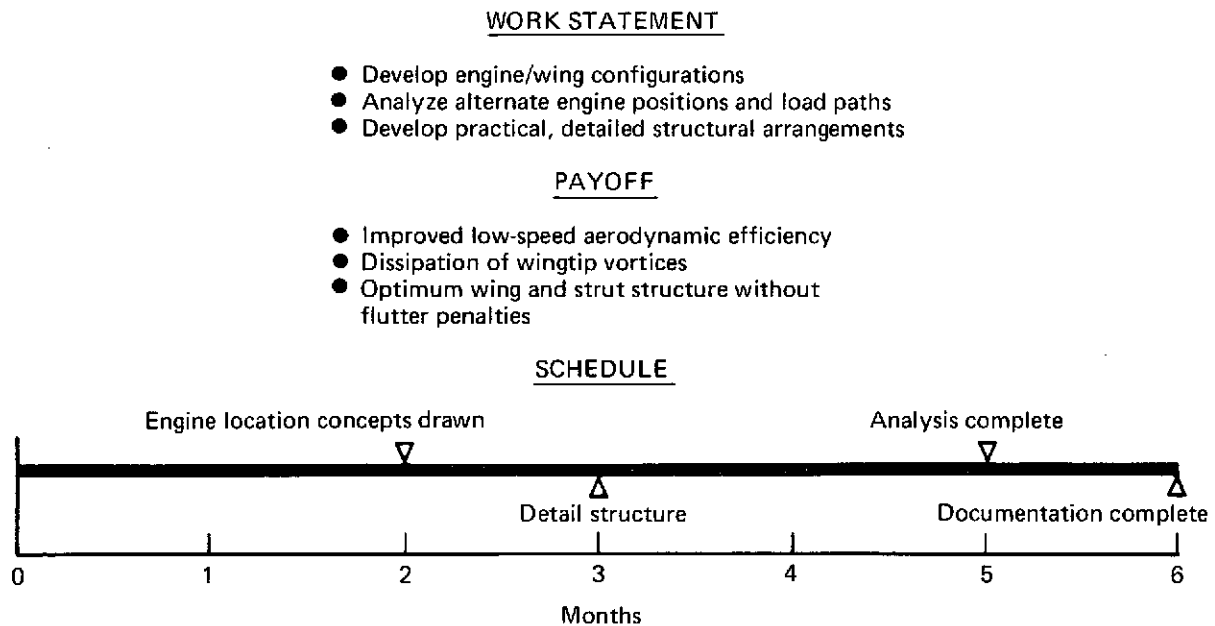 WORK STATEMENT
● Develop engine/wing configurations
● Analyze alternate engine positions and load paths
● Develop practical, detailed structural arrangements
PAYOFF
● Improved low-speed aerodynamic efficiency
● Dissipation of wingtip vortices
● Optimum wing and strut structure without
flutter penalties
SCHEDULE
Engine location concepts drawn
Analysis complete
Detail structure
Documentation complete
0 1 2 3 4 5 6
Months